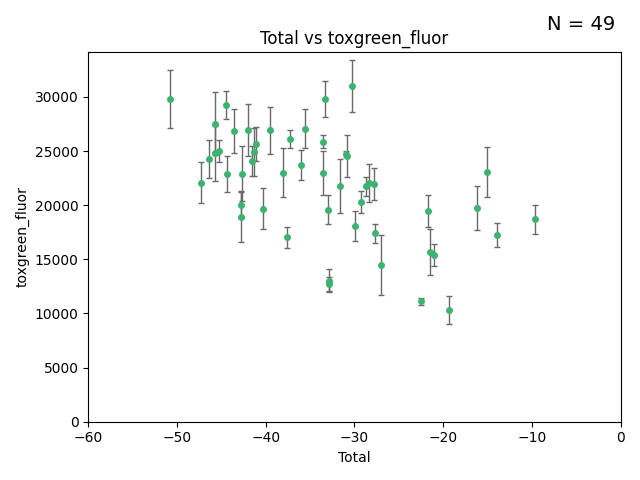 N = 49
Total vs toxgreen_fluor
30000
25000
20000
15000
10000
5000
0
toxgreen_fluor
−60 −50 −40 −30 −20 −10 0
Total